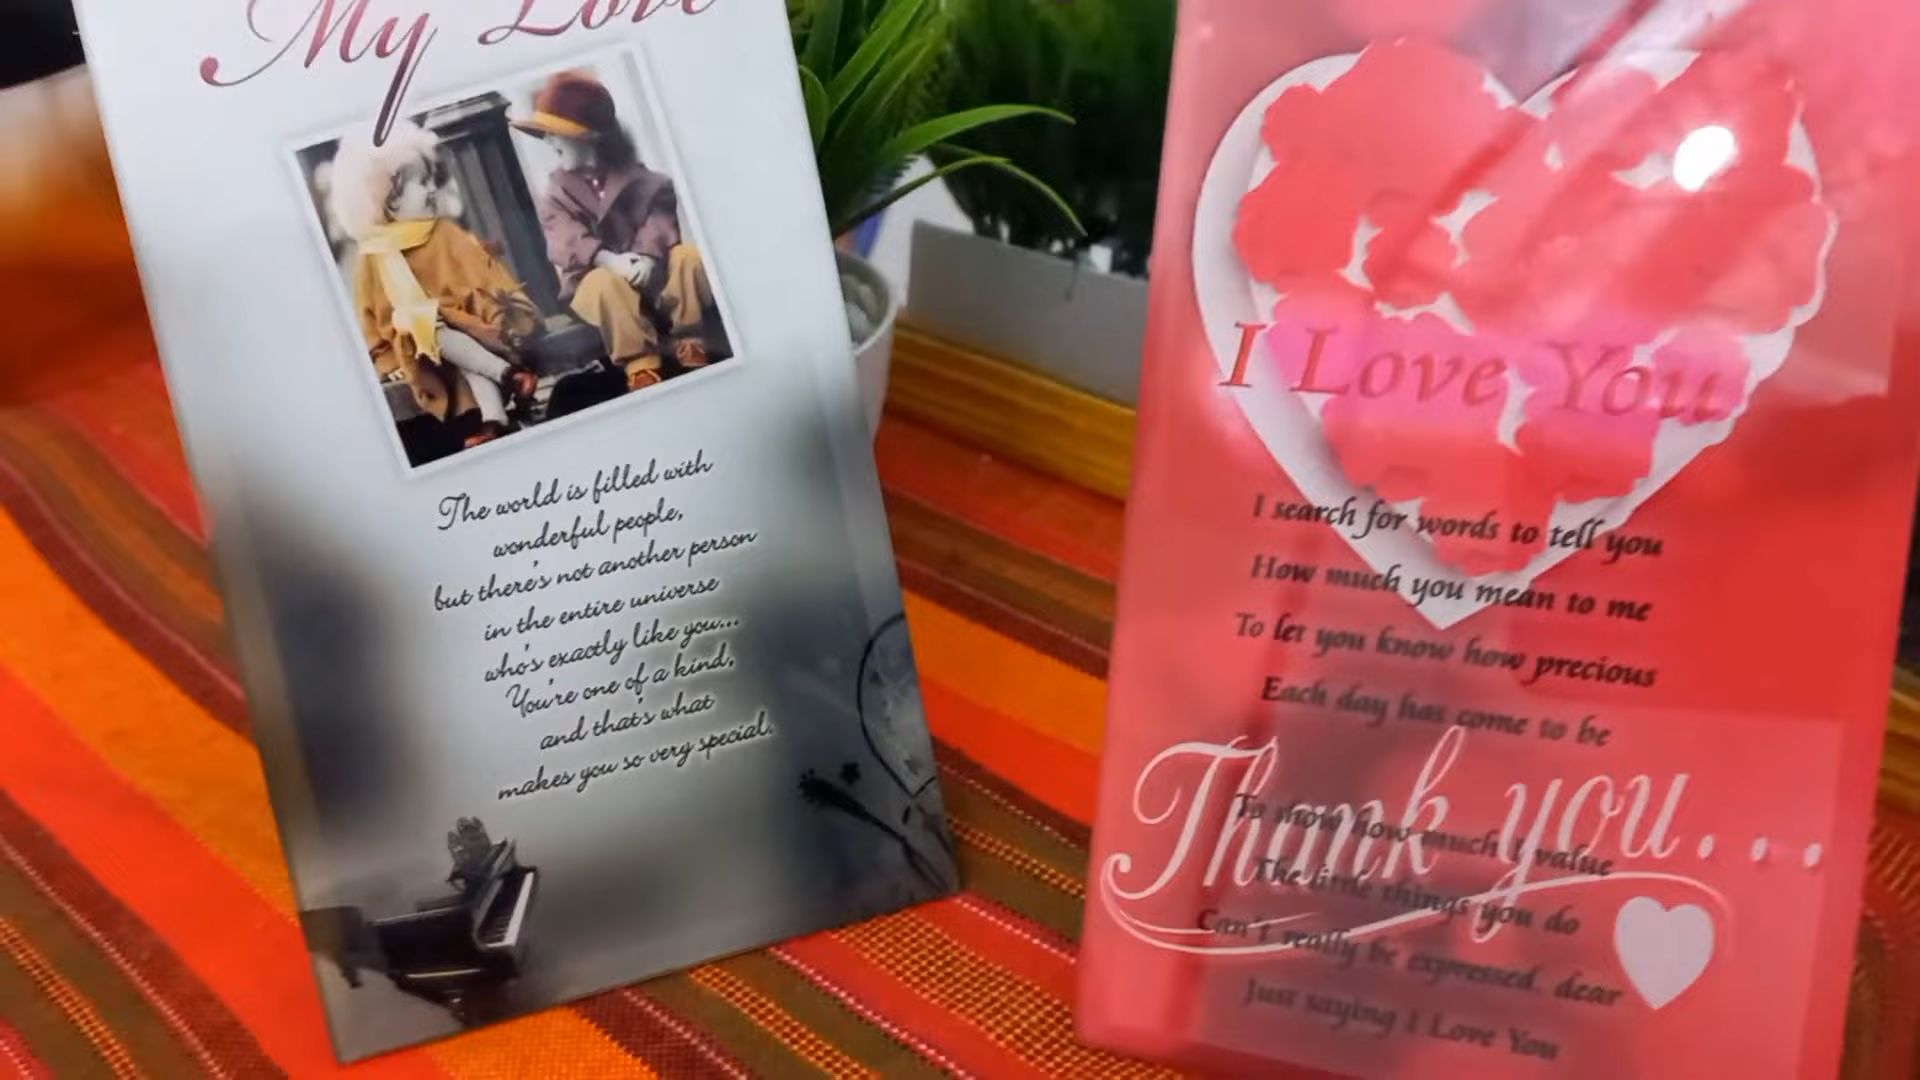 My Love
The world is filled with
wonderful people,
but there's not another person
in the entire universe
who's exactly like you...
You're one of a kind,
and that's what
makes you so very special.
I Love You
I search for words to tell you
How much you mean to me
To let you know how precious
Each day has come to be
Thank you...
To show how much I value
The little things you do
Can't really be expressed. dear
Just saying I Love You